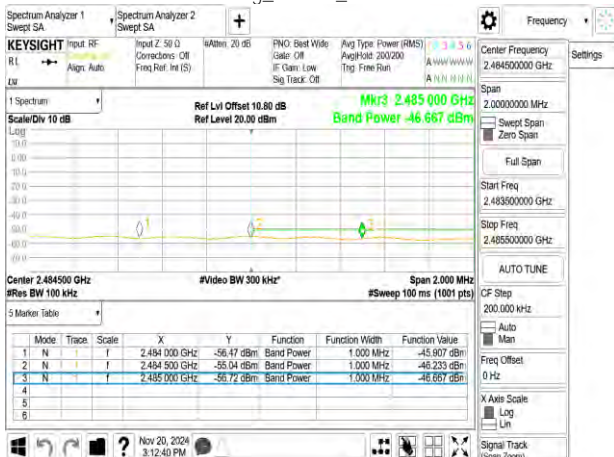 Spectrum Analyzer 1
Swept SA
Spectrum Analyzer 2
Swept SA
+
Frequency
KEYSIGHT
RL
Input: RF
Align: Auto
Input Z: 50 Ω
Corrections: Off
Freq Ref: Int (S)
#Atten: 20 dB
PNO: Best Wide
Gate: Off
IF Gain: Low
Sig Track: Off
Avg Type: Power (RMS)
Avg|Hold: 200/200
Trig: Free Run
1 Spectrum
Scale/Div 10 dB
Log
Ref Lvl Offset 10.80 dB
Ref Level 20.00 dBm
Mkr3 2.485 000 GHz
Band Power -46.667 dBm
10.0
0.00
1
2
3
Center 2.484500 GHz
#Res BW 100 kHz
#Video BW 300 kHz*
Span 2.000 MHz
#Sweep 100 ms (1001 pts)
5 Marker Table
Mode Trace Scale X Y Function Function Width Function Value
1 N 1 f 2.484 000 GHz -56.47 dBm Band Power 1.000 MHz -45.907 dBm
2 N 1 f 2.484 500 GHz -55.04 dBm Band Power 1.000 MHz -46.233 dBm
3 N 1 f 2.485 000 GHz -56.72 dBm Band Power 1.000 MHz -46.667 dBm
4
5
6
Nov 20, 2024
3:12:40 PM
Center Frequency
2.484500000 GHz
Settings
Span
2.00000000 MHz
Swept Span
Zero Span
Full Span
Start Freq
2.483500000 GHz
Stop Freq
2.485500000 GHz
AUTO TUNE
CF Step
200.000 kHz
Auto
Man
Freq Offset
0 Hz
X Axis Scale
Log
Lin
Signal Track
(Span Zoom)